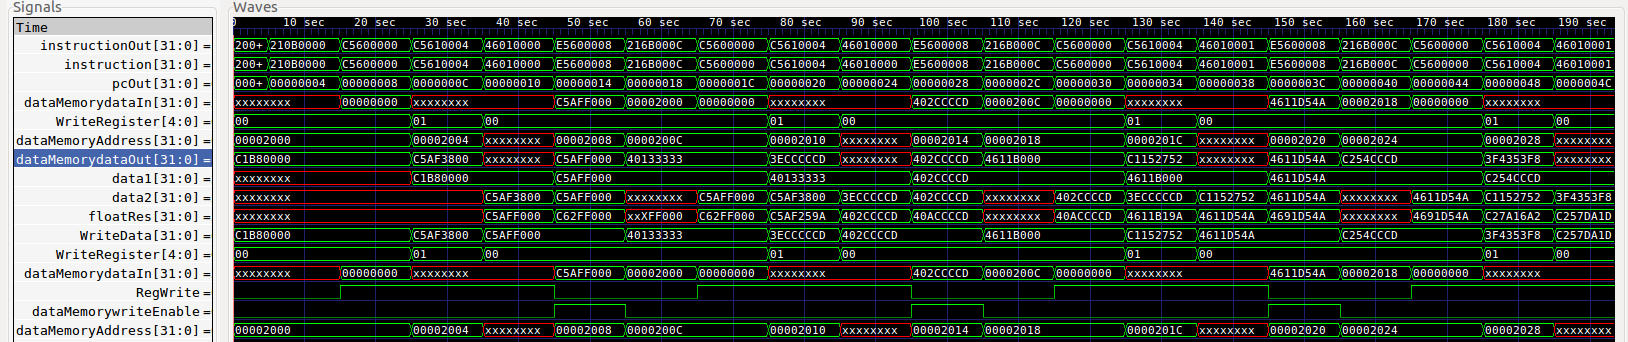 Signals Waves
Time 0 10 sec 20 sec 30 sec 40 sec 50 sec 60 sec 70 sec 80 sec 90 sec 100 sec 110 sec 120 sec 130 sec 140 sec 150 sec 160 sec 170 sec 180 sec 190 sec
instructionOut[31:0] = 200+ 210B0000 C5600000 C5610004 46010000 E5600008 216B000C C5600000 C5610004 46010000 E5600008 216B000C C5600000 C5610004 46010001 E5600008 216B000C C5600000 C5610004 46010001
instruction[31:0] = 200+ 210B0000 C5600000 C5610004 46010000 E5600008 216B000C C5600000 C5610004 46010000 E5600008 216B000C C5600000 C5610004 46010001 E5600008 216B000C C5600000 C5610004 46010001
pcOut[31:0] = 000+ 00000004 00000008 0000000C 00000010 00000014 00000018 0000001C 00000020 00000024 00000028 0000002C 00000030 00000034 00000038 0000003C 00000040 00000044 00000048 0000004C
dataMemorydataIn[31:0] = xxxxxxxx 00000000 xxxxxxxx C5AFF000 00002000 00000000 xxxxxxxx 402CCCCD 0000200C 00000000 xxxxxxxx 4611D54A 00002018 00000000 xxxxxxxx
WriteRegister[4:0] = 00 01 00 01 00 01 00 01 00
dataMemoryAddress[31:0] = 00002000 00002004 xxxxxxxx 00002008 0000200C 00002010 xxxxxxxx 00002014 00002018 0000201C xxxxxxxx 00002020 00002024 00002028 xxxxxxxx
dataMemorydataOut[31:0] = C1B80000 C5AF3800 xxxxxxxx C5AFF000 40133333 3ECCCCCD xxxxxxxx 402CCCCD 4611B000 C1152752 xxxxxxxx 4611D54A C254CCCD 3F4353F8 xxxxxxxx
data1[31:0] = xxxxxxxx C1B80000 C5AFF000 40133333 402CCCCD 4611B000 4611D54A C254CCCD
data2[31:0] = xxxxxxxx C5AF3800 C5AFF000 xxxxxxxx C5AFF000 C5AF3800 3ECCCCCD 402CCCCD xxxxxxxx 402CCCCD 3ECCCCCD C1152752 4611D54A xxxxxxxx 4611D54A C1152752 3F4353F8
floatRes[31:0] = xxxxxxxx C5AFF000 C62FF000 xxXFF000 C62FF000 C5AF259A 402CCCCD 40ACCCCD xxxxxxxx 40ACCCCD 4611B19A 4611D54A 4691D54A xxxxxxxx 4691D54A C27A16A2 C257DA1D
WriteData[31:0] = C1B80000 C5AF3800 C5AFF000 40133333 3ECCCCCD 402CCCCD 4611B000 C1152752 4611D54A C254CCCD 3F4353F8 C257DA1D
WriteRegister[4:0] = 00 01 00 01 00 01 00 01 00
dataMemorydataIn[31:0] = xxxxxxxx 00000000 xxxxxxxx C5AFF000 00002000 00000000 xxxxxxxx 402CCCCD 0000200C 00000000 xxxxxxxx 4611D54A 00002018 00000000 xxxxxxxx
RegWrite =
dataMemorywriteEnable =
dataMemoryAddress[31:0] = 00002000 00002004 xxxxxxxx 00002008 0000200C 00002010 xxxxxxxx 00002014 00002018 0000201C xxxxxxxx 00002020 00002024 00002028 xxxxxxxx